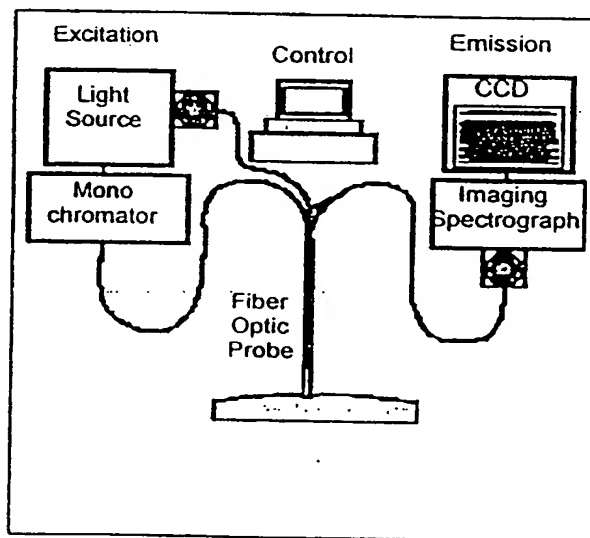 Excitation
Control
Emission
Light
Source
CCD
Mono
chromator
Imaging
Spectrograph
Fiber
Optic
Probe